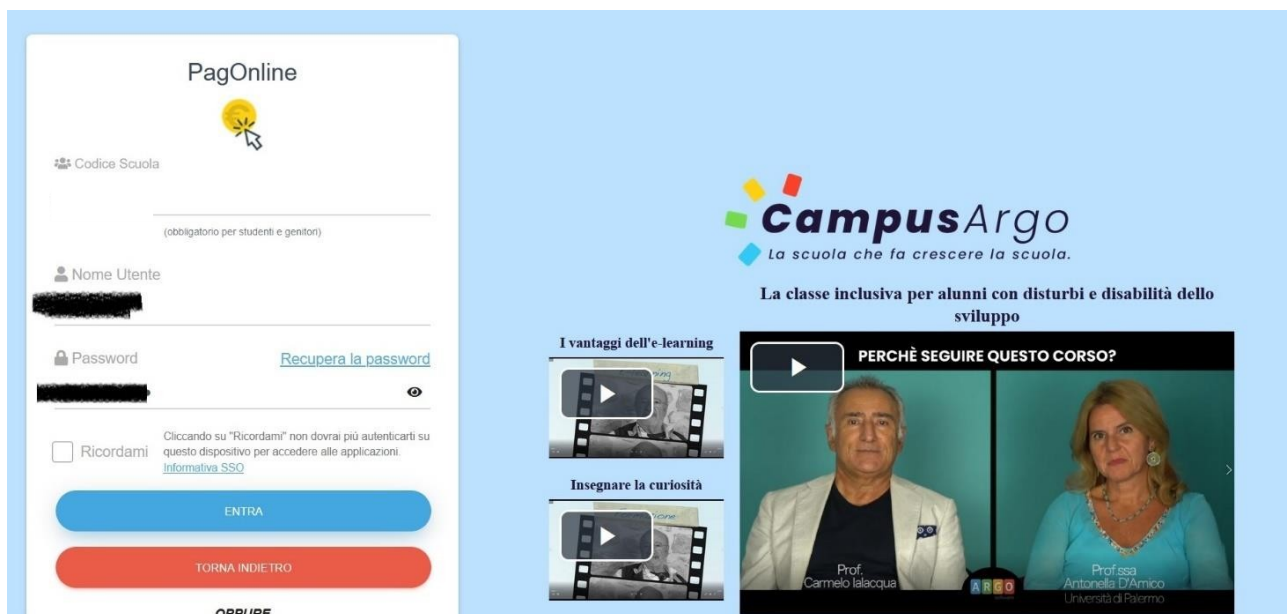 PagOnline
Codice Scuola
(obbligatorio per studenti e genitori)
Nome Utente
Password
Recupera la password
Ricordami
Cliccando su "Ricordami" non dovrai più autenticarti su
questo dispositivo per accedere alle applicazioni.
Informativa SSO
ENTRA
TORNA INDIETRO
OPPURE
CampusArgo
La scuola che fa crescere la scuola.
La classe inclusiva per alunni con disturbi e disabilità dello
sviluppo
I vantaggi dell'e-learning
Insegnare la curiosità
PERCHÈ SEGUIRE QUESTO CORSO?
Prof.
Carmelo Ialacqua
ARGO
Prof.ssa
Antonella D'Amico
Università di Palermo